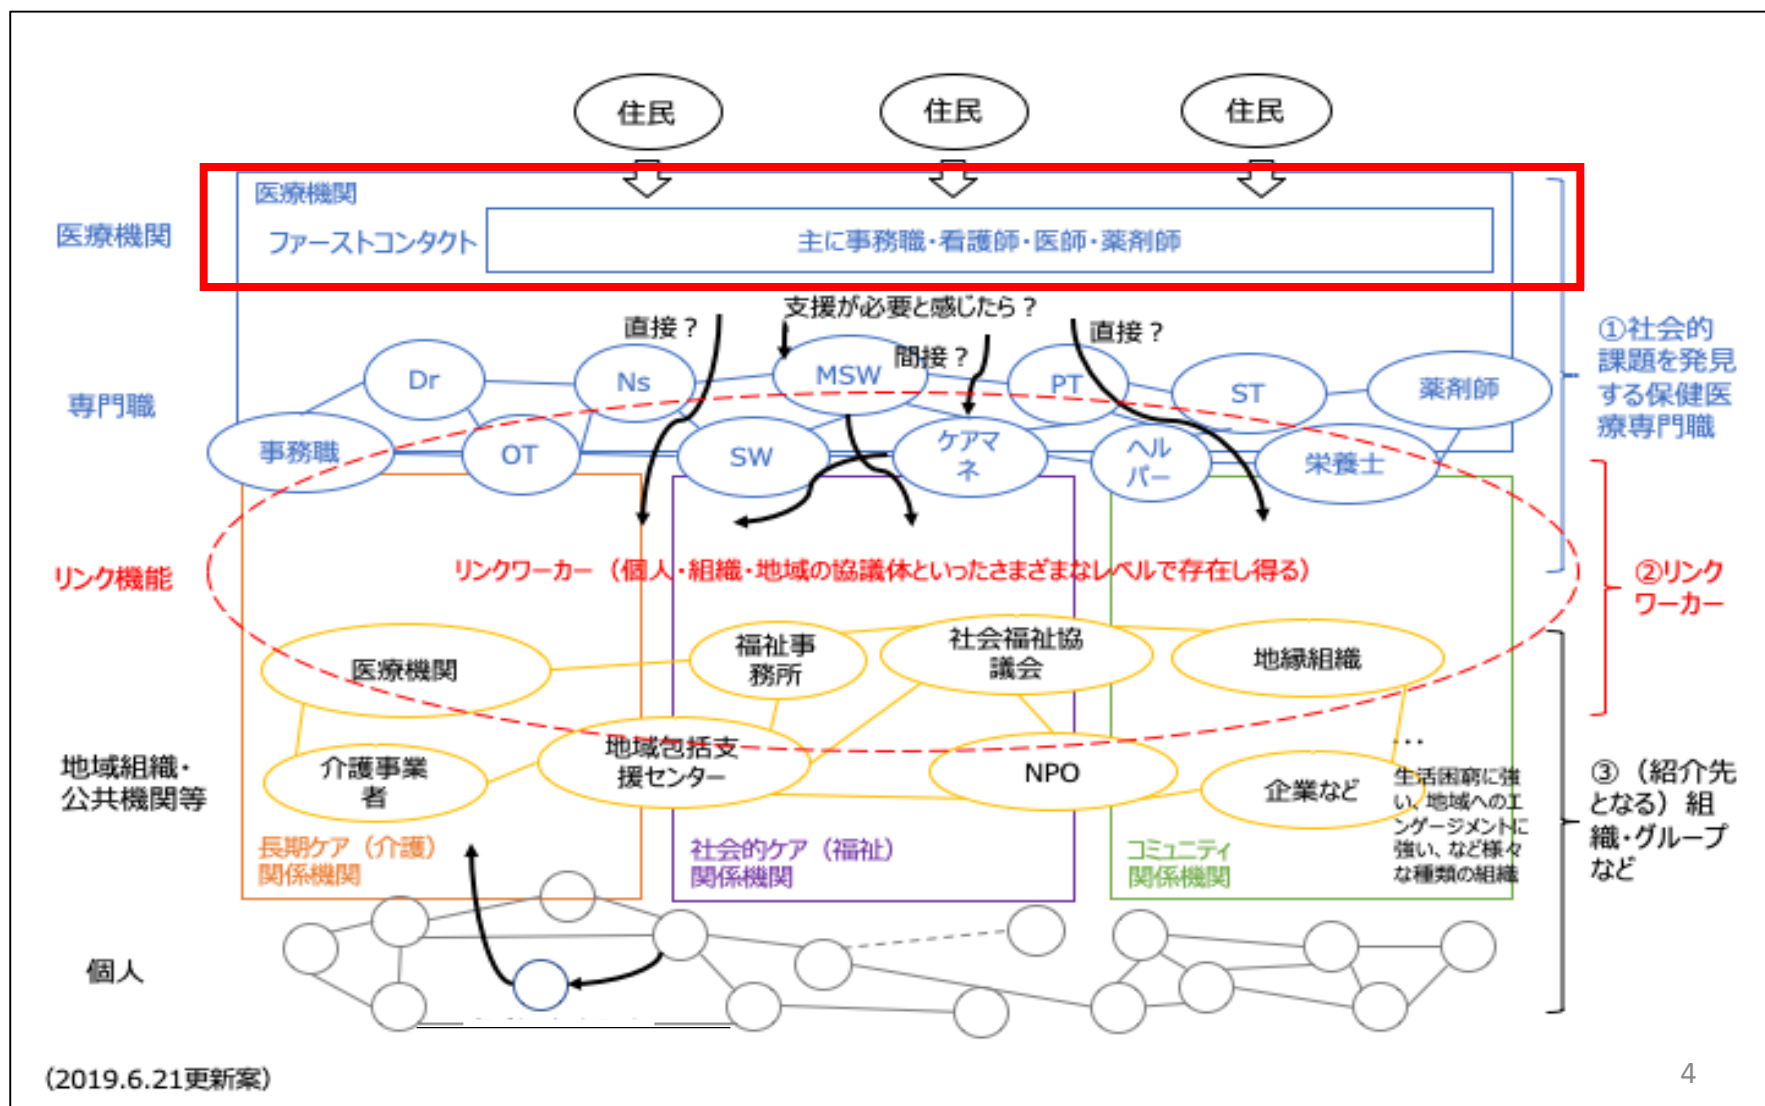 住民
住民
住民
医療機関
医療機関
ファーストコンタクト
主に事務職・看護師・医師・薬剤師
支援が必要と感じたら？
直接？
間接？
直接？
①社会的
課題を発見
する保健医
療専門職
専門職
Dr
Ns
MSW
PT
ST
薬剤師
事務職
OT
SW
ケアマ
ネ
ヘル
パー
栄養士
リンク機能
リンクワーカー（個人・組織・地域の協議体といったさまざまなレベルで存在し得る）
②リンク
ワーカー
医療機関
福祉事
務所
社会福祉協
議会
地縁組織
地域組織・
公共機関等
介護事業
者
地域包括支
援センター
NPO
企業など
…
生活困窮に強
い、地域へのエ
ンゲージメントに
強い、など様々
な種類の組織
③（紹介先
となる）組
織・グループ
など
長期ケア（介護）
関係機関
社会的ケア（福祉）
関係機関
コミュニティ
関係機関
個人
（2019.6.21更新案）
4